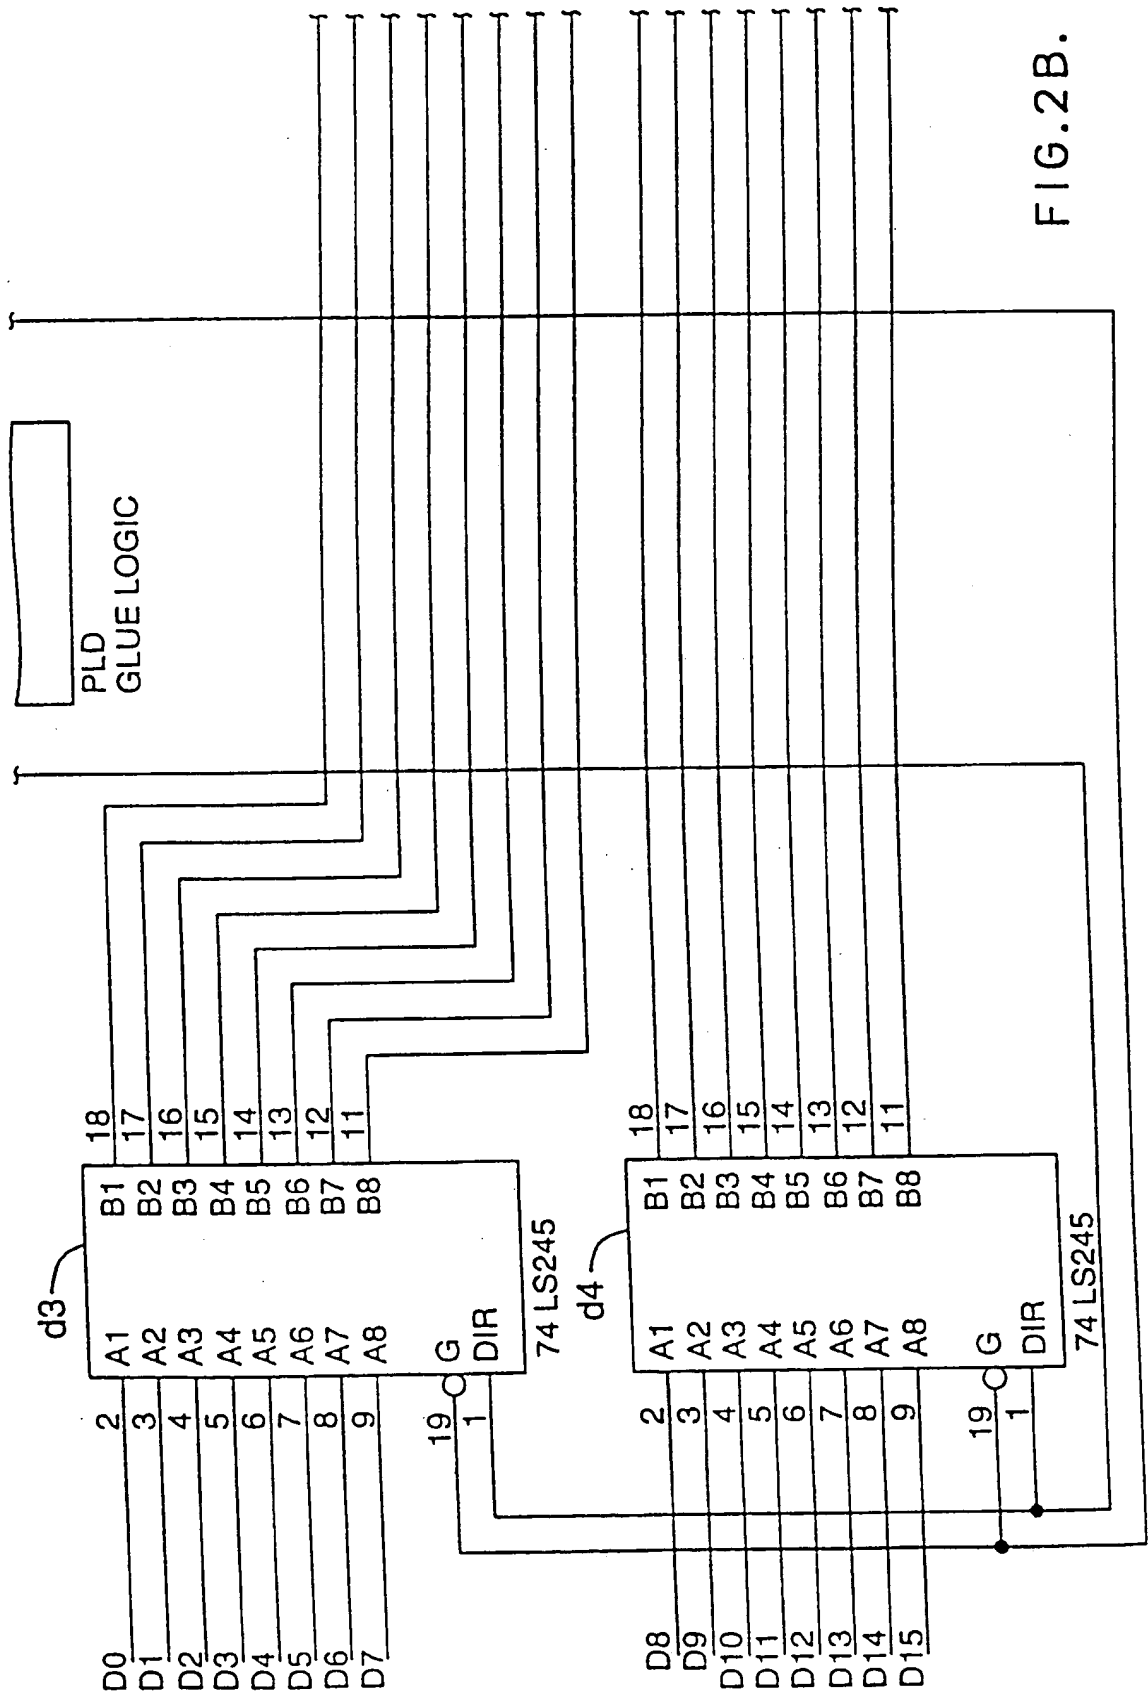 PLD
GLUE LOGIC
d3
D0 2 A1 B1 18
D1 3 A2 B2 17
D2 4 A3 B3 16
D3 5 A4 B4 15
D4 6 A5 B5 14
D5 7 A6 B6 13
D6 8 A7 B7 12
D7 9 A8 B8 11
19 G
1 DIR
74 LS245
d4
D8 2 A1 B1 18
D9 3 A2 B2 17
D10 4 A3 B3 16
D11 5 A4 B4 15
D12 6 A5 B5 14
D13 7 A6 B6 13
D14 8 A7 B7 12
D15 9 A8 B8 11
19 G
1 DIR
74 LS245
FIG.2B.